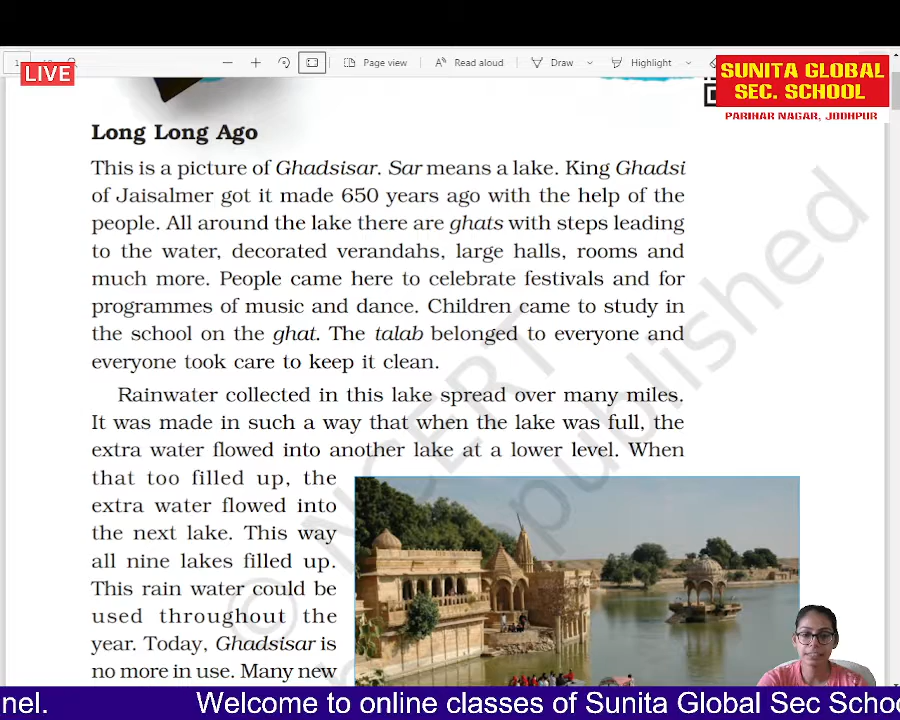 1
Page view
Read aloud
Draw
Highlight
LIVE
SUNITA GLOBAL
SEC. SCHOOL
PARIHAR NAGAR, JODHPUR
Long Long Ago
This is a picture of Ghadsisar. Sar means a lake. King Ghadsi
of Jaisalmer got it made 650 years ago with the help of the
people. All around the lake there are ghats with steps leading
to the water, decorated verandahs, large halls, rooms and
much more. People came here to celebrate festivals and for
programmes of music and dance. Children came to study in
the school on the ghat. The talab belonged to everyone and
everyone took care to keep it clean.
Rainwater collected in this lake spread over many miles.
It was made in such a way that when the lake was full, the
extra water flowed into another lake at a lower level. When
that too filled up, the
extra water flowed into
the next lake. This way
all nine lakes filled up.
This rain water could be
used throughout the
year. Today, Ghadsisar is
no more in use. Many new
© NCERT
republished
nel. Welcome to online classes of Sunita Global Sec Schoo